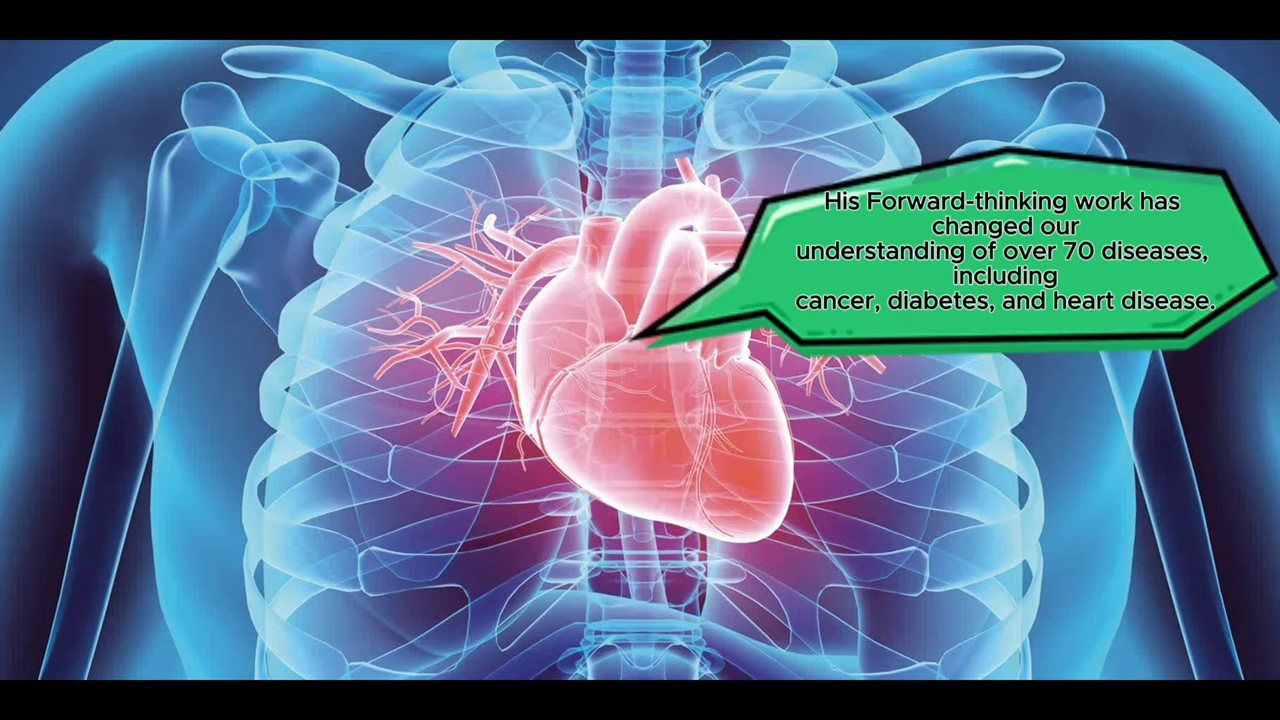 His Forward-thinking work has
changed our
understanding of over 70 diseases,
including
cancer, diabetes, and heart disease.